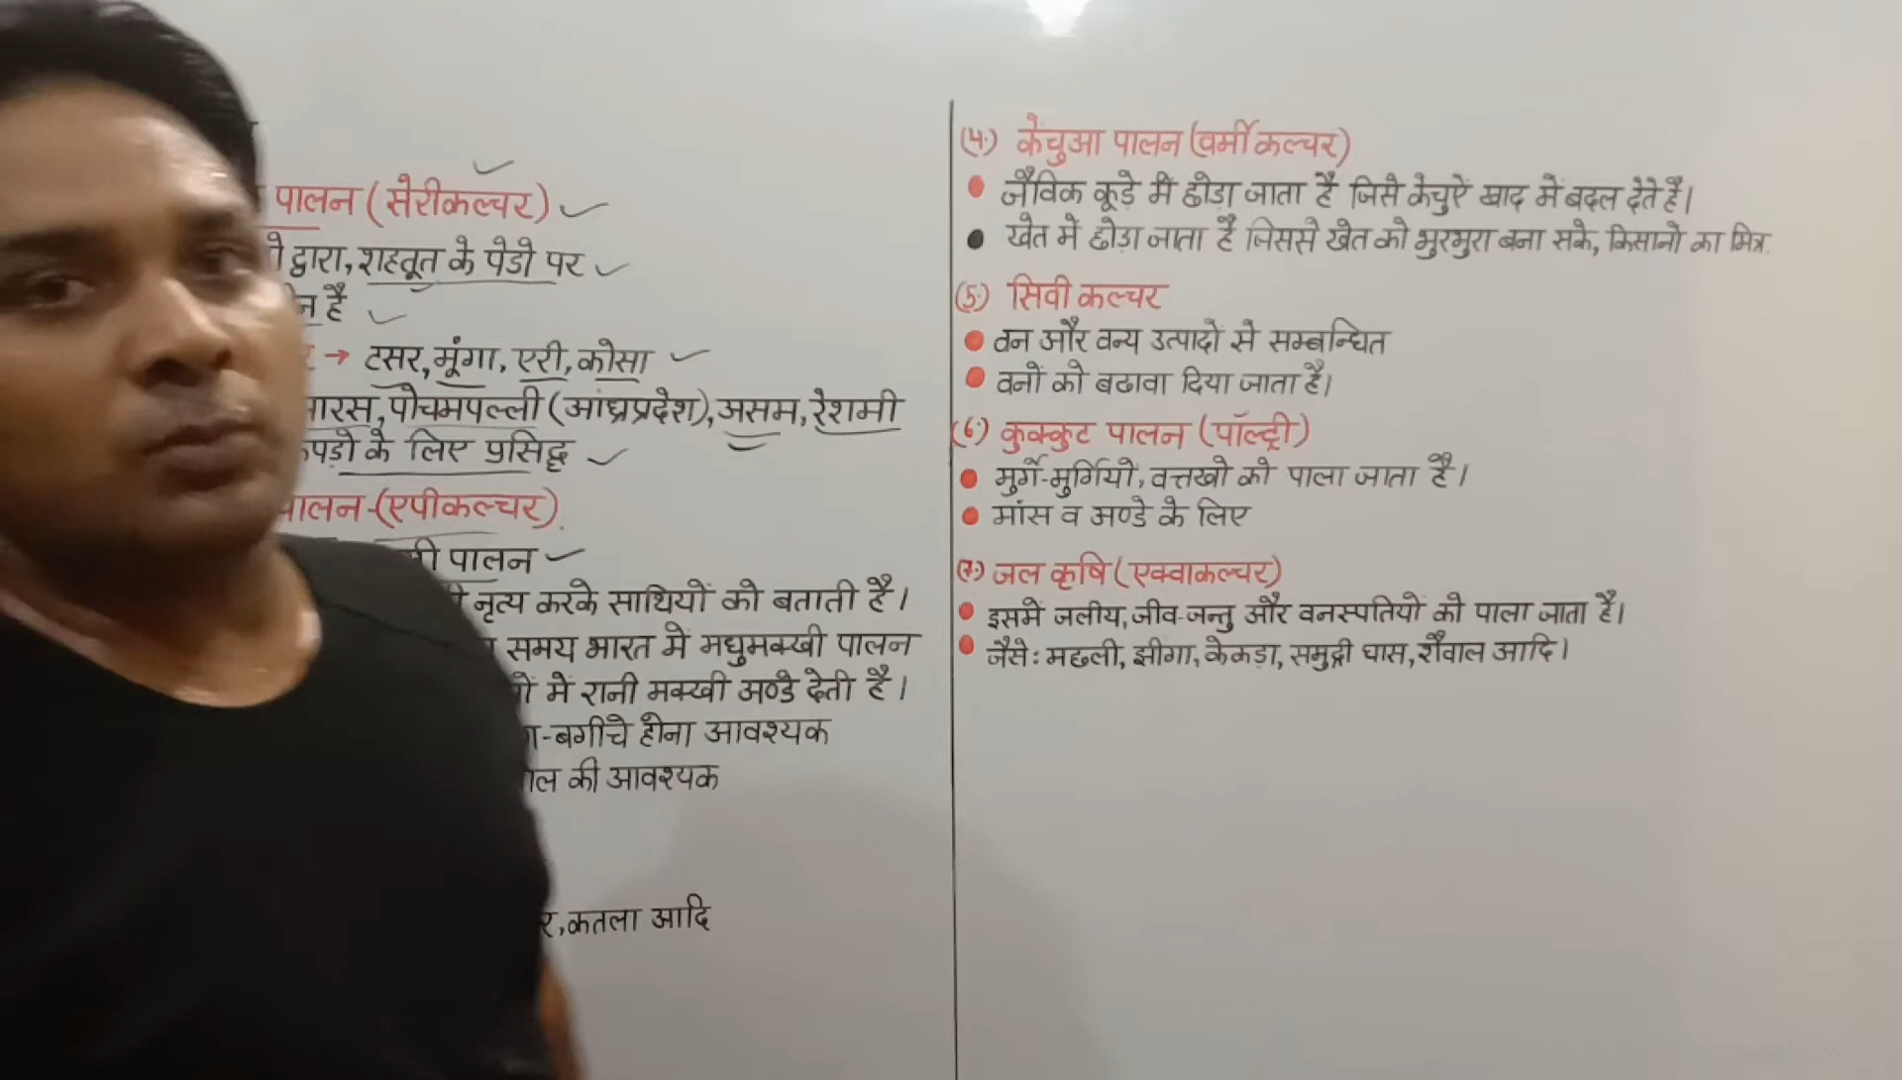 पालन (सेरीकल्चर)
द्वारा, शहतूत के पेडो पर
है
→ टसर, मूंगा, एरी, कोसा
पोचमपल्ली (आंध्रप्रदेश), असम, रेशमी
के लिए प्रसिद्ध
पालन-(एपीकल्चर)
पालन
नृत्य करके साथियों को बताती है।
समय भारत में मधुमक्खी पालन
में रानी मक्खी अण्डे देती है।
-बगीचे होना आवश्यक
की आवश्यक
, कतला आदि
(4.) केंचुआ पालन (वर्मी कल्चर)
• जैविक कूड़े में छोड़ा जाता है जिसे केचुऐं खाद में बदल देते है।
• खेत में छोड़ा जाता है जिससे खेत को भुरभुरा बना सके, किसानो का मित्र.
(5.) सिवी कल्चर
• वन और वन्य उत्पादो से सम्बन्धित
• वनों को बढावा दिया जाता है।
(6.) कुक्कुट पालन (पॉल्ट्री)
• मुर्गे-मुर्गियों, वत्तखो को पाला जाता है।
• मांस व अण्डे के लिए
(7.) जल कृषि (एक्वाकल्चर)
• इसमें जलीय, जीव-जन्तु और वनस्पतियों को पाला जाता है।
• जैसे: मछली, झींगा, केकड़ा, समुद्री घास, शैवाल आदि।